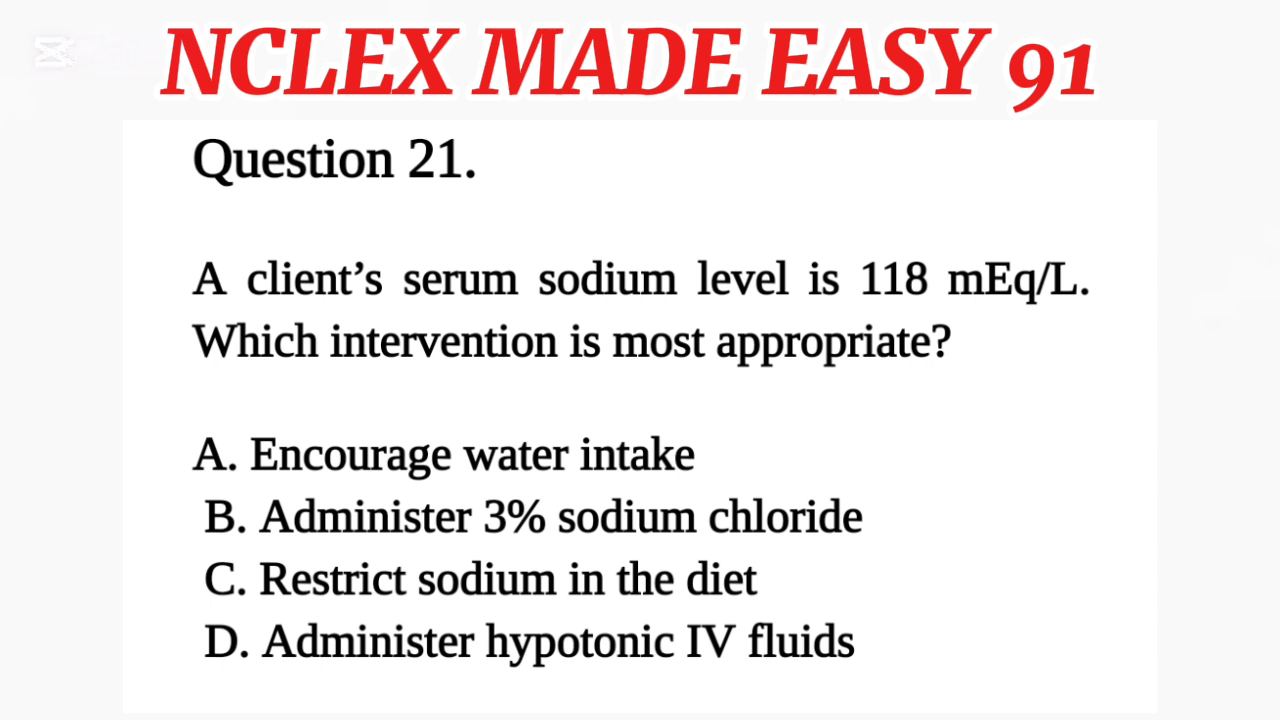 NCLEX MADE EASY 91
Question 21.
A client’s serum sodium level is 118 mEq/L.
Which intervention is most appropriate?
A. Encourage water intake
B. Administer 3% sodium chloride
C. Restrict sodium in the diet
D. Administer hypotonic IV fluids